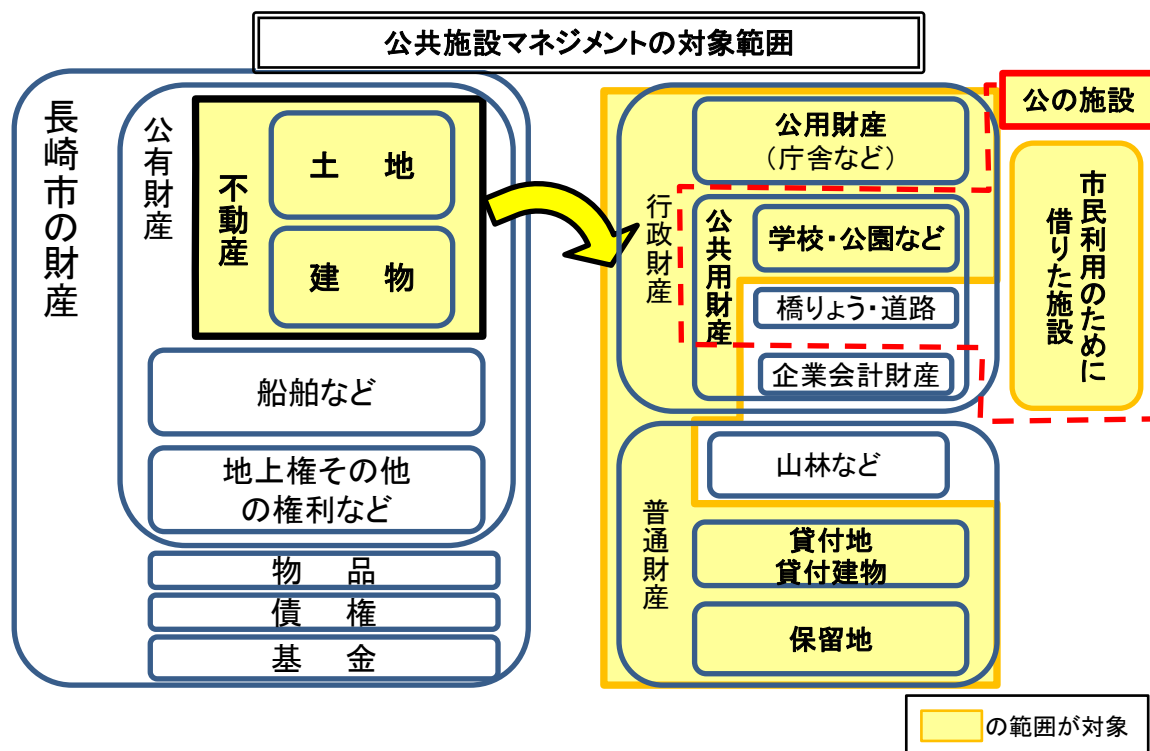 公共施設マネジメントの対象範囲
長崎市の財産
公有財産
不動産
土　地
建　物
船舶など
地上権その他
の権利など
物　品
債　権
基　金
行政財産
公用財産
(庁舎など)
公共用財産
学校・公園など
橋りょう・道路
企業会計財産
普通財産
山林など
貸付地
貸付建物
保留地
公の施設
市民利用のために
借りた施設
の範囲が対象